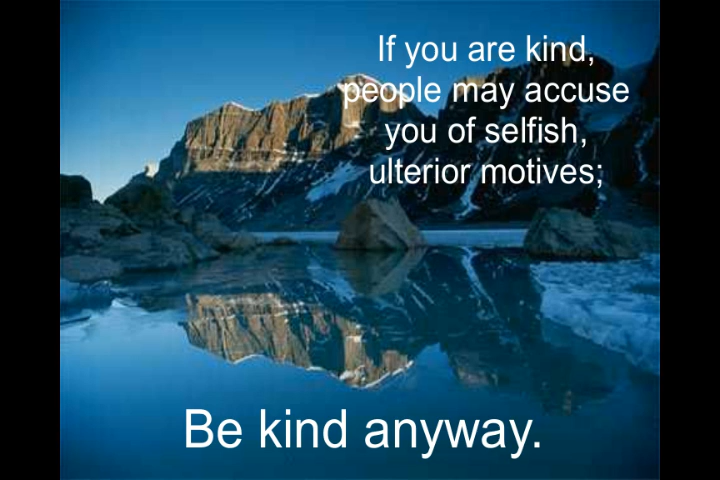 If you are kind,
people may accuse
you of selfish,
ulterior motives;
Be kind anyway.